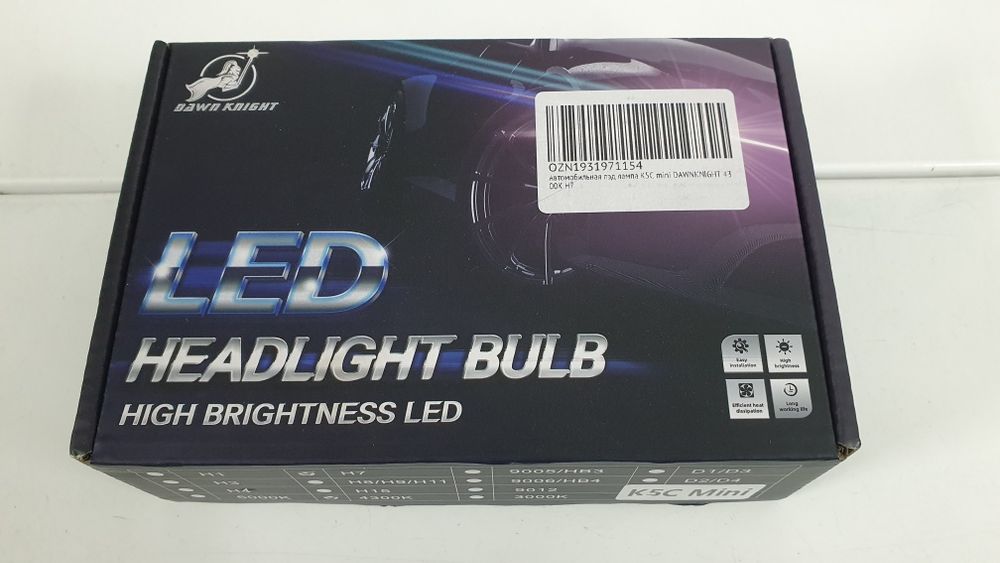 DAWN KNIGHT
OZN1931971154
автомобильная лэд лампа K5C mini DAWNKNIGHT 43
00K H7
LED
HEADLIGHT BULB
HIGH BRIGHTNESS LED
Easy
installation
High
brightness
Efficient heat
dissipation
Long
working life
H1 H7 9005/HB3 D1/D3
H3 H8/H9/H11 9006/HB4 D2/D4
H4 H15 9012
5000K 4300K 3000K
K5C Mini